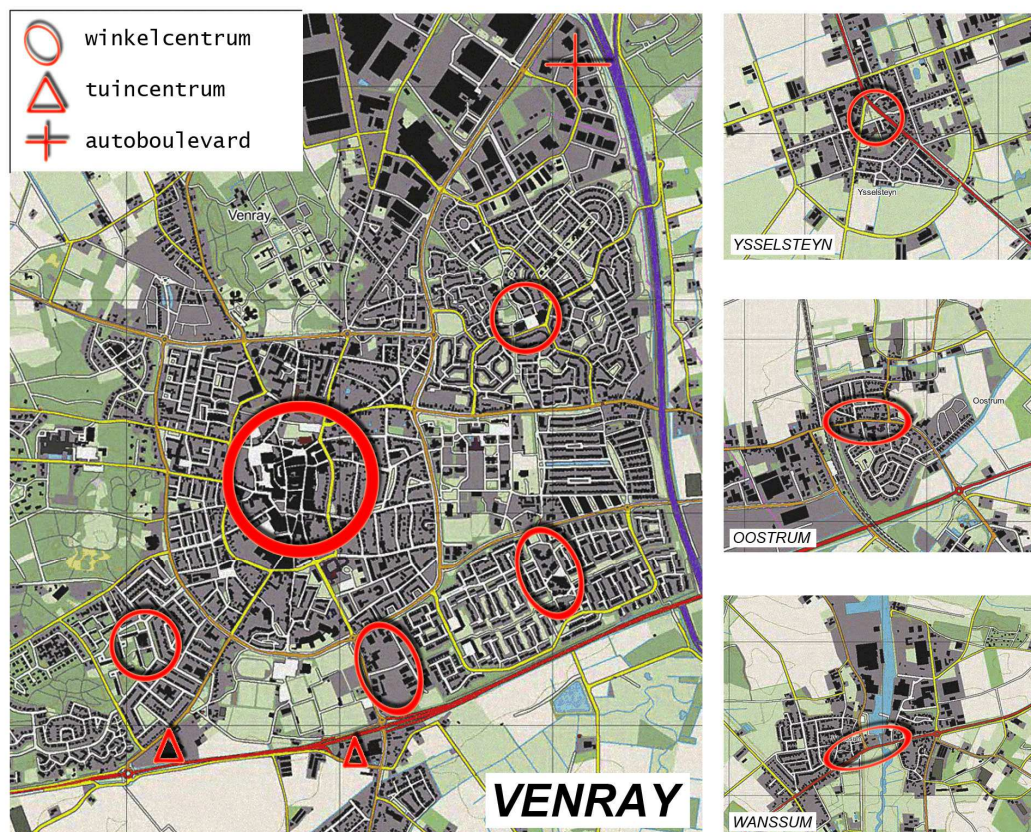 winkelcentrum
tuincentrum
autoboulevard
Venray
VENRAY
Ysselsteyn
YSSELSTEYN
Oostrum
OOSTRUM
WANSSUM